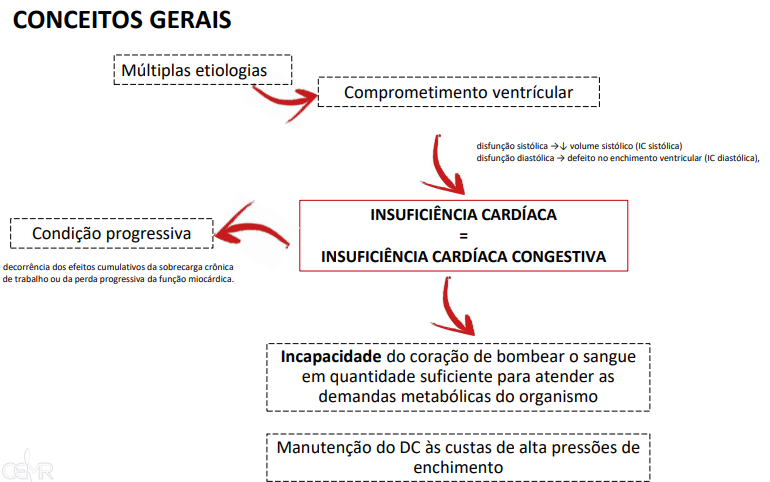 CONCEITOS GERAIS
Múltiplas etiologias
Comprometimento ventrícular
disfunção sistólica →↓ volume sistólico (IC sistólica)
disfunção diastólica → defeito no enchimento ventricular (IC diastólica),
INSUFICIÊNCIA CARDÍACA
=
INSUFICIÊNCIA CARDÍACA CONGESTIVA
Condição progressiva
decorrência dos efeitos cumulativos da sobrecarga crônica
de trabalho ou da perda progressiva da função miocárdica.
Incapacidade do coração de bombear o sangue
em quantidade suficiente para atender as
demandas metabólicas do organismo
Manutenção do DC às custas de alta pressões de
enchimento